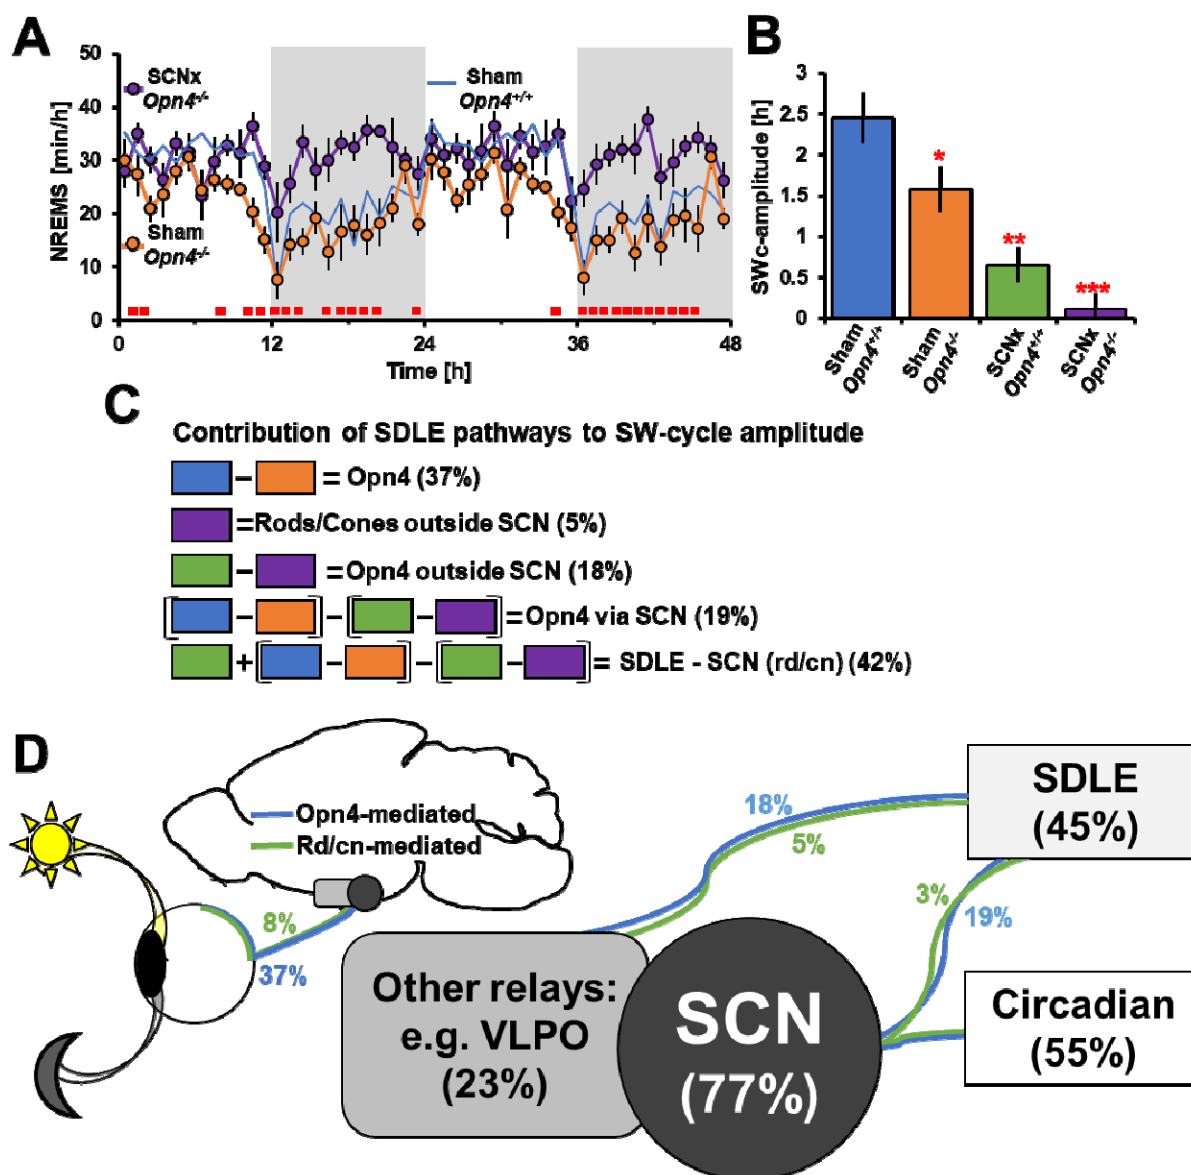 A
50
40
30
20
10
0
NREMS [min/h]
SCNx
Opn4-/-
Sham
Opn4+/+
Sham
Opn4-/-
0
12
24
36
48
Time [h]
B
3
2.5
2
1.5
1
0.5
0
SWc-amplitude [h]
*
**
***
Sham
Opn4+/+
Sham
Opn4-/-
SCNx
Opn4+/+
SCNx
Opn4-/-
C
Contribution of SDLE pathways to SW-cycle amplitude
– = Opn4 (37%)
=Rods/Cones outside SCN (5%)
– =Opn4 outside SCN (18%)
[ – ] – [ – ] =Opn4 via SCN (19%)
+ [ – ] – [ – ] = SDLE - SCN (rd/cn) (42%)
D
Opn4-mediated
Rd/cn-mediated
8%
37%
18%
5%
SDLE
(45%)
3%
19%
Other relays:
e.g. VLPO
(23%)
SCN
(77%)
Circadian
(55%)